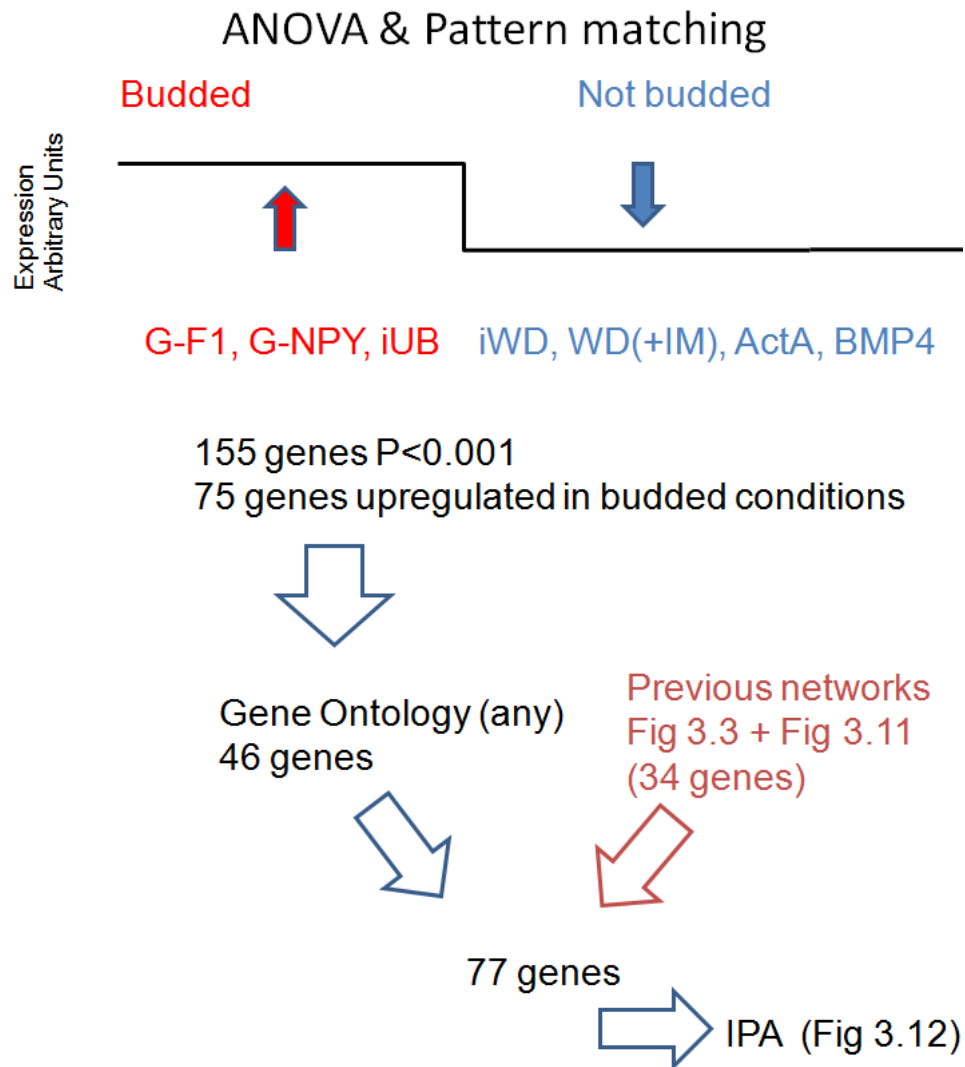 ANOVA & Pattern matching
Budded
Not budded
Expression
Arbitrary Units
G-F1, G-NPY, iUB
iWD, WD(+IM), ActA, BMP4
155 genes P<0.001
75 genes upregulated in budded conditions
Gene Ontology (any)
46 genes
Previous networks
Fig 3.3 + Fig 3.11
(34 genes)
77 genes
IPA (Fig 3.12)